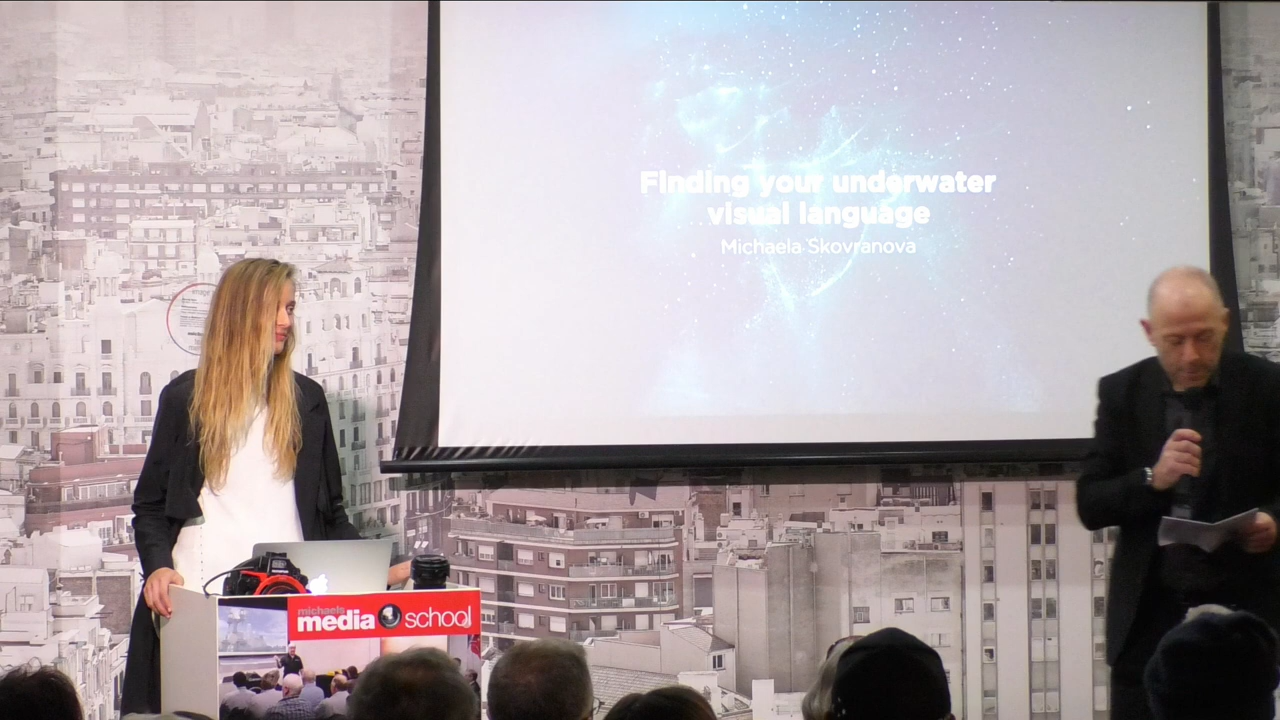 Finding your underwater
visual language
Michaela Skovranova
michaels
media school